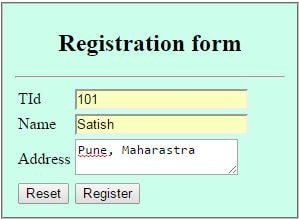 Registration form
TId 101
Name Satish
Address Pune, Maharastra
Reset Register